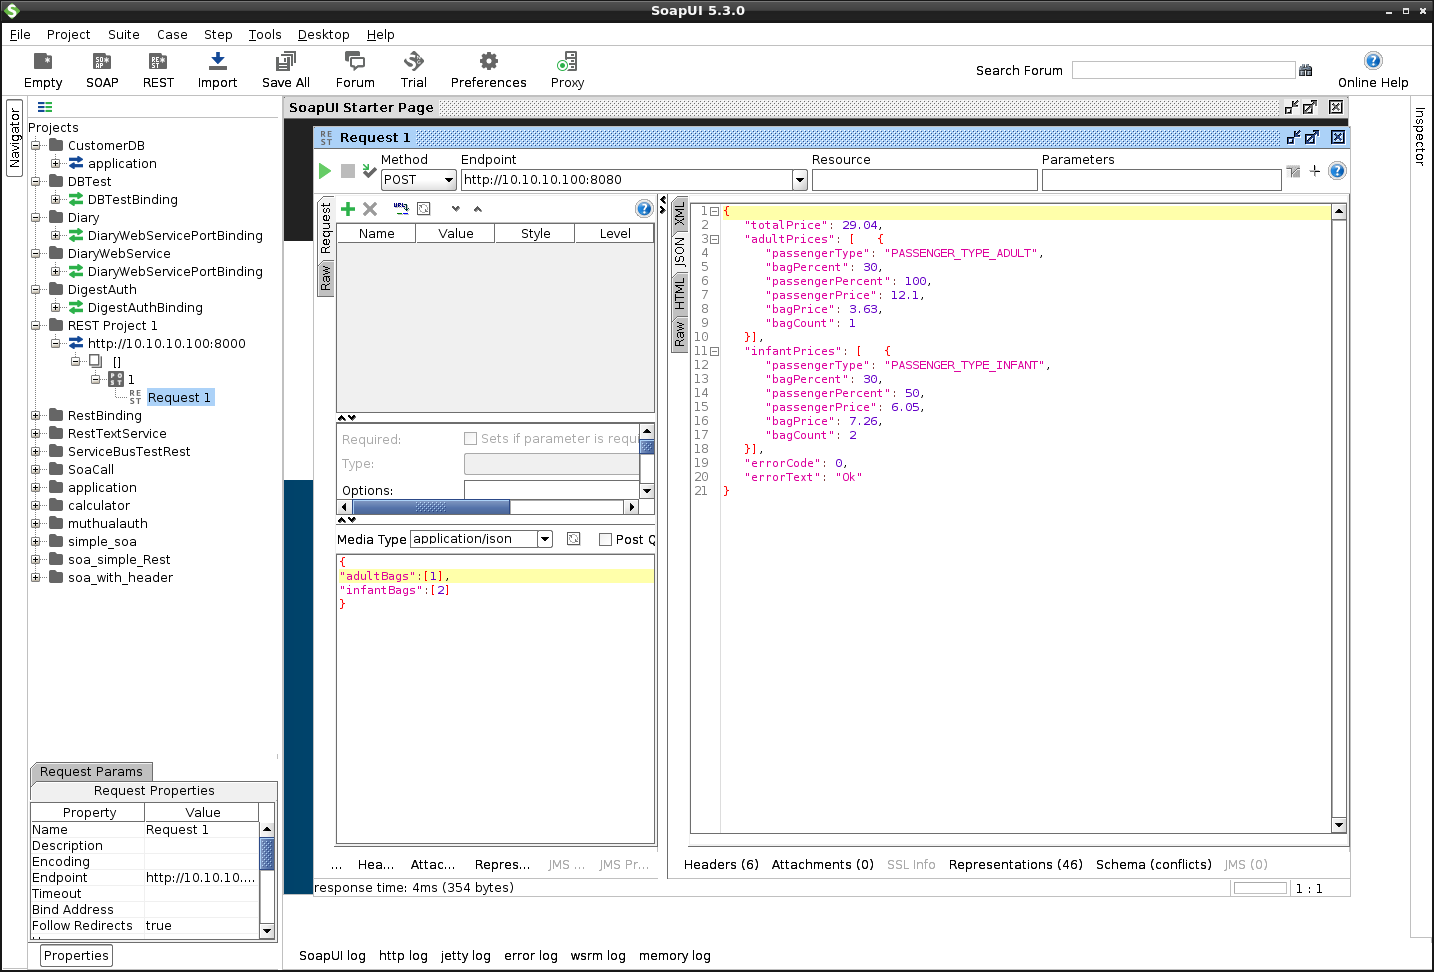 SoapUI 5.3.0
File Project Suite Case Step Tools Desktop Help
Empty SOAP REST Import Save All Forum Trial Preferences Proxy
Search Forum
Online Help
Navigator
Projects
CustomerDB
application
DBTest
DBTestBinding
Diary
DiaryWebServicePortBinding
DiaryWebService
DiaryWebServicePortBinding
DigestAuth
DigestAuthBinding
REST Project 1
http://10.10.10.100:8000
[]
1
Request 1
RestBinding
RestTextService
ServiceBusTestRest
SoaCall
application
calculator
muthualauth
simple_soa
soa_simple_Rest
soa_with_header
Request Params
Request Properties
Property Value
Name Request 1
Description
Encoding
Endpoint http://10.10.10....
Timeout
Bind Address
Follow Redirects true
Properties
SoapUI Starter Page
Request 1
Method Endpoint Resource Parameters
POST http://10.10.10.100:8080
Request
Raw
Name Value Style Level
Required: Sets if parameter is requ
Type:
Options:
Media Type application/json Post Q
{
"adultBags":[1],
"infantBags":[2]
}
... Hea... Attac... Repres... JMS ... JMS Pr...
XML
JSON
HTML
Raw
1 {
2 "totalPrice": 29.04,
3 "adultPrices": [ {
4 "passengerType": "PASSENGER_TYPE_ADULT",
5 "bagPercent": 30,
6 "passengerPercent": 100,
7 "passengerPrice": 12.1,
8 "bagPrice": 3.63,
9 "bagCount": 1
10 }],
11 "infantPrices": [ {
12 "passengerType": "PASSENGER_TYPE_INFANT",
13 "bagPercent": 30,
14 "passengerPercent": 50,
15 "passengerPrice": 6.05,
16 "bagPrice": 7.26,
17 "bagCount": 2
18 }],
19 "errorCode": 0,
20 "errorText": "Ok"
21 }
Headers (6) Attachments (0) SSL Info Representations (46) Schema (conflicts) JMS (0)
response time: 4ms (354 bytes)
1 : 1
Inspector
SoapUI log http log jetty log error log wsrm log memory log